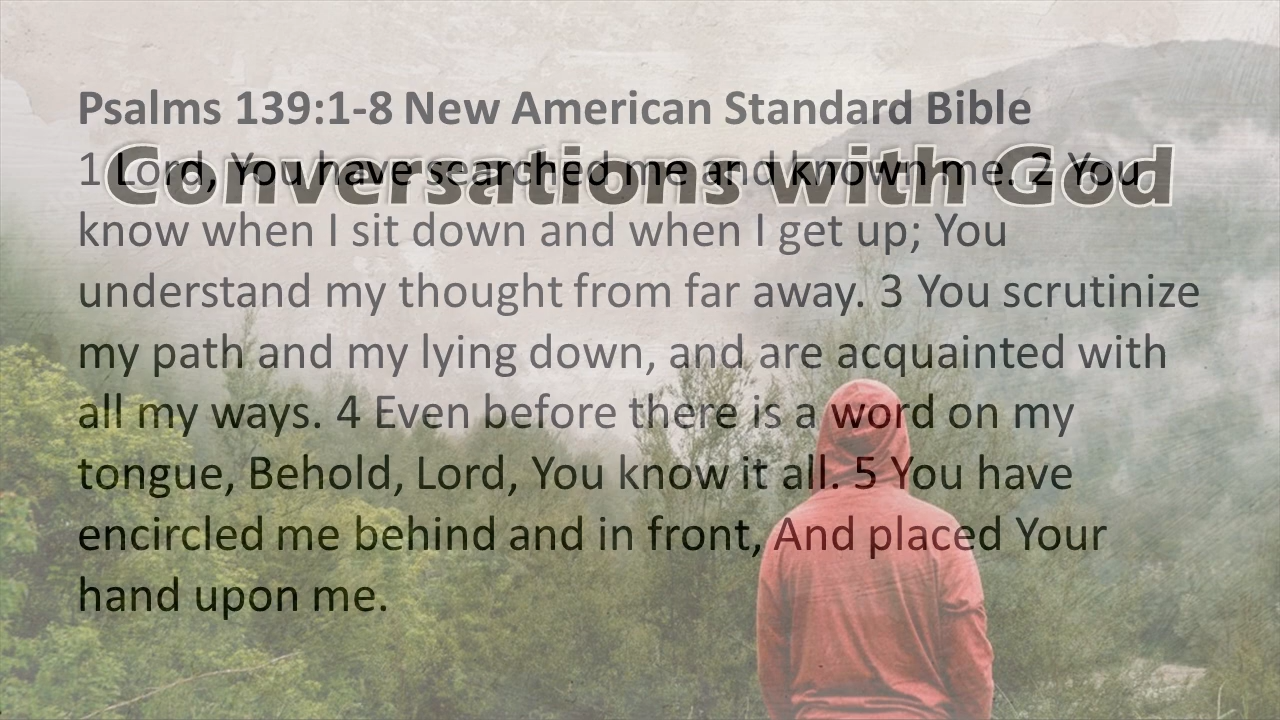 Psalms 139:1-8 New American Standard Bible
Conversations with God
1 Lord, You have searched me and known me. 2 You
know when I sit down and when I get up; You
understand my thought from far away. 3 You scrutinize
my path and my lying down, and are acquainted with
all my ways. 4 Even before there is a word on my
tongue, Behold, Lord, You know it all. 5 You have
encircled me behind and in front, And placed Your
hand upon me.